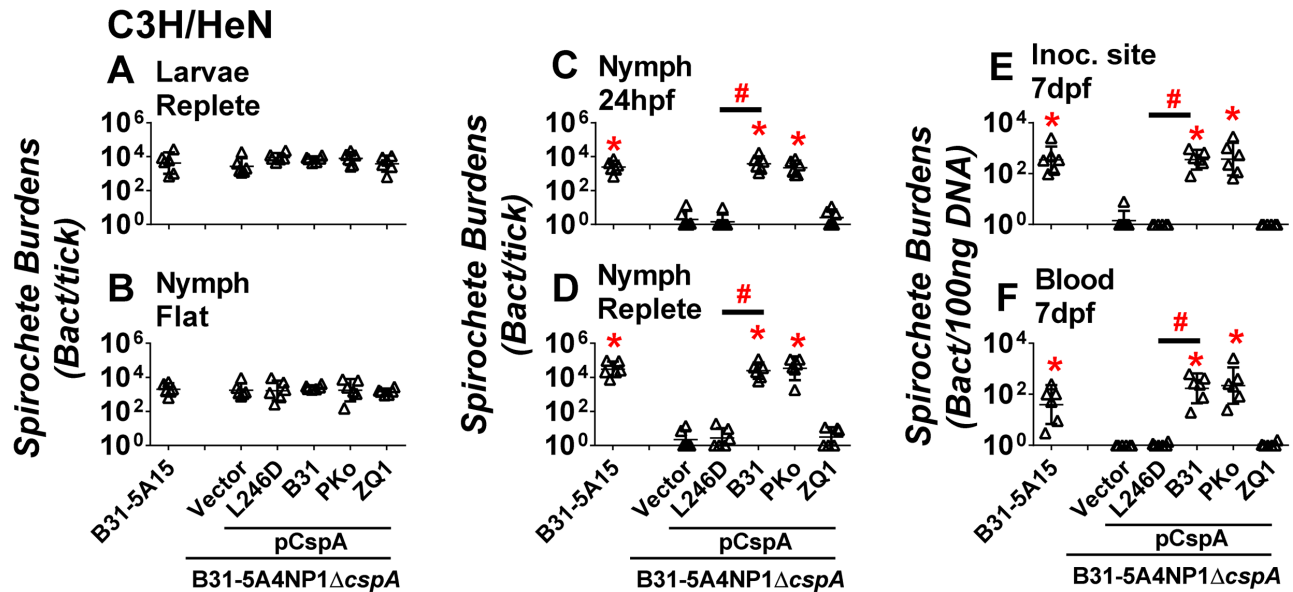 C3H/HeN
A Larvae
Replete
Spirochete Burdens
(Bact/tick)
10^6
10^4
10^2
10^0
B Nymph
Flat
10^6
10^4
10^2
10^0
B31-5A15
Vector
L246D
B31
PKo
ZQ1
pCspA
B31-5A4NP1ΔcspA
C Nymph
24hpf
Spirochete Burdens
(Bact/tick)
10^6
10^4
10^2
10^0
#
*
*
*
D Nymph
Replete
10^6
10^4
10^2
10^0
#
*
*
*
B31-5A15
Vector
L246D
B31
PKo
ZQ1
pCspA
B31-5A4NP1ΔcspA
E Inoc. site
7dpf
Spirochete Burdens
(Bact/100ng DNA)
10^4
10^2
10^0
#
*
*
*
F Blood
7dpf
10^4
10^2
10^0
#
*
*
*
B31-5A15
Vector
L246D
B31
PKo
ZQ1
pCspA
B31-5A4NP1ΔcspA